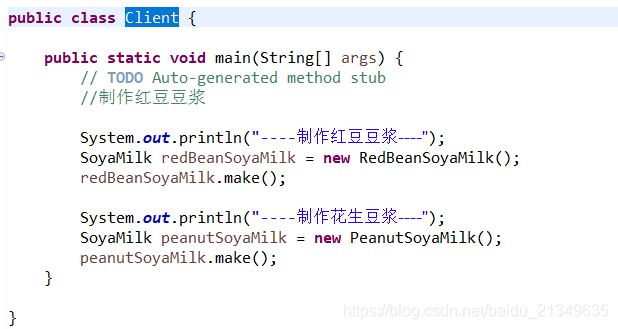 public class Client {
public static void main(String[] args) {
// TODO Auto-generated method stub
//制作红豆豆浆
System.out.println("----制作红豆豆浆----");
SoyaMilk redBeanSoyaMilk = new RedBeanSoyaMilk();
redBeanSoyaMilk.make();
System.out.println("----制作花生豆浆----");
SoyaMilk peanutSoyaMilk = new PeanutSoyaMilk();
peanutSoyaMilk.make();
}
}
https://blog.csdn.net/baidu_21349635